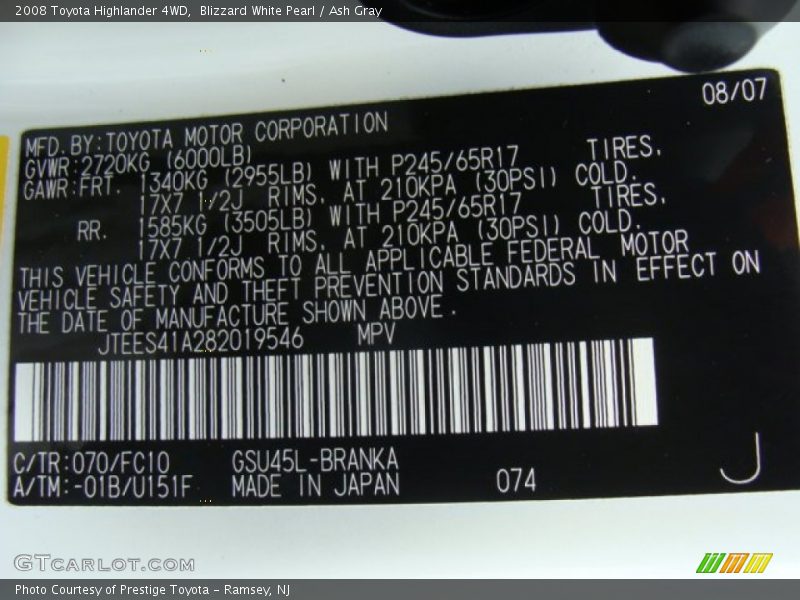 2008 Toyota Highlander 4WD,  Blizzard White Pearl / Ash Gray
08/07
MFD.BY:TOYOTA MOTOR CORPORATION
GVWR:2720KG (6000LB)
GAWR:FRT. 1340KG (2955LB) WITH P245/65R17 TIRES,
17X7 1/2J RIMS, AT 210KPA (30PSI) COLD.
RR. 1585KG (3505LB) WITH P245/65R17 TIRES,
17X7 1/2J RIMS, AT 210KPA (30PSI) COLD.
THIS VEHICLE CONFORMS TO ALL APPLICABLE FEDERAL MOTOR
VEHICLE SAFETY AND THEFT PREVENTION STANDARDS IN EFFECT ON
THE DATE OF MANUFACTURE SHOWN ABOVE.
JTEES41A282019546 MPV
C/TR:070/FC10 GSU45L-BRANKA
A/TM:-01B/U151F MADE IN JAPAN 074 J
GTCARLOT.COM
Photo Courtesy of Prestige Toyota - Ramsey, NJ